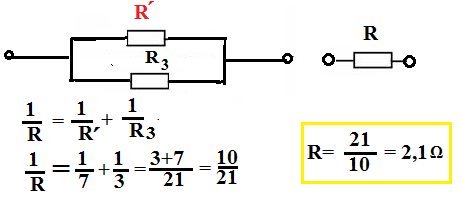 R´
R3
R
1/R = 1/R′ + 1/R3
1/R = 1/7 + 1/3 = 3+7/21 = 10/21
R= 21/10 = 2,1 Ω